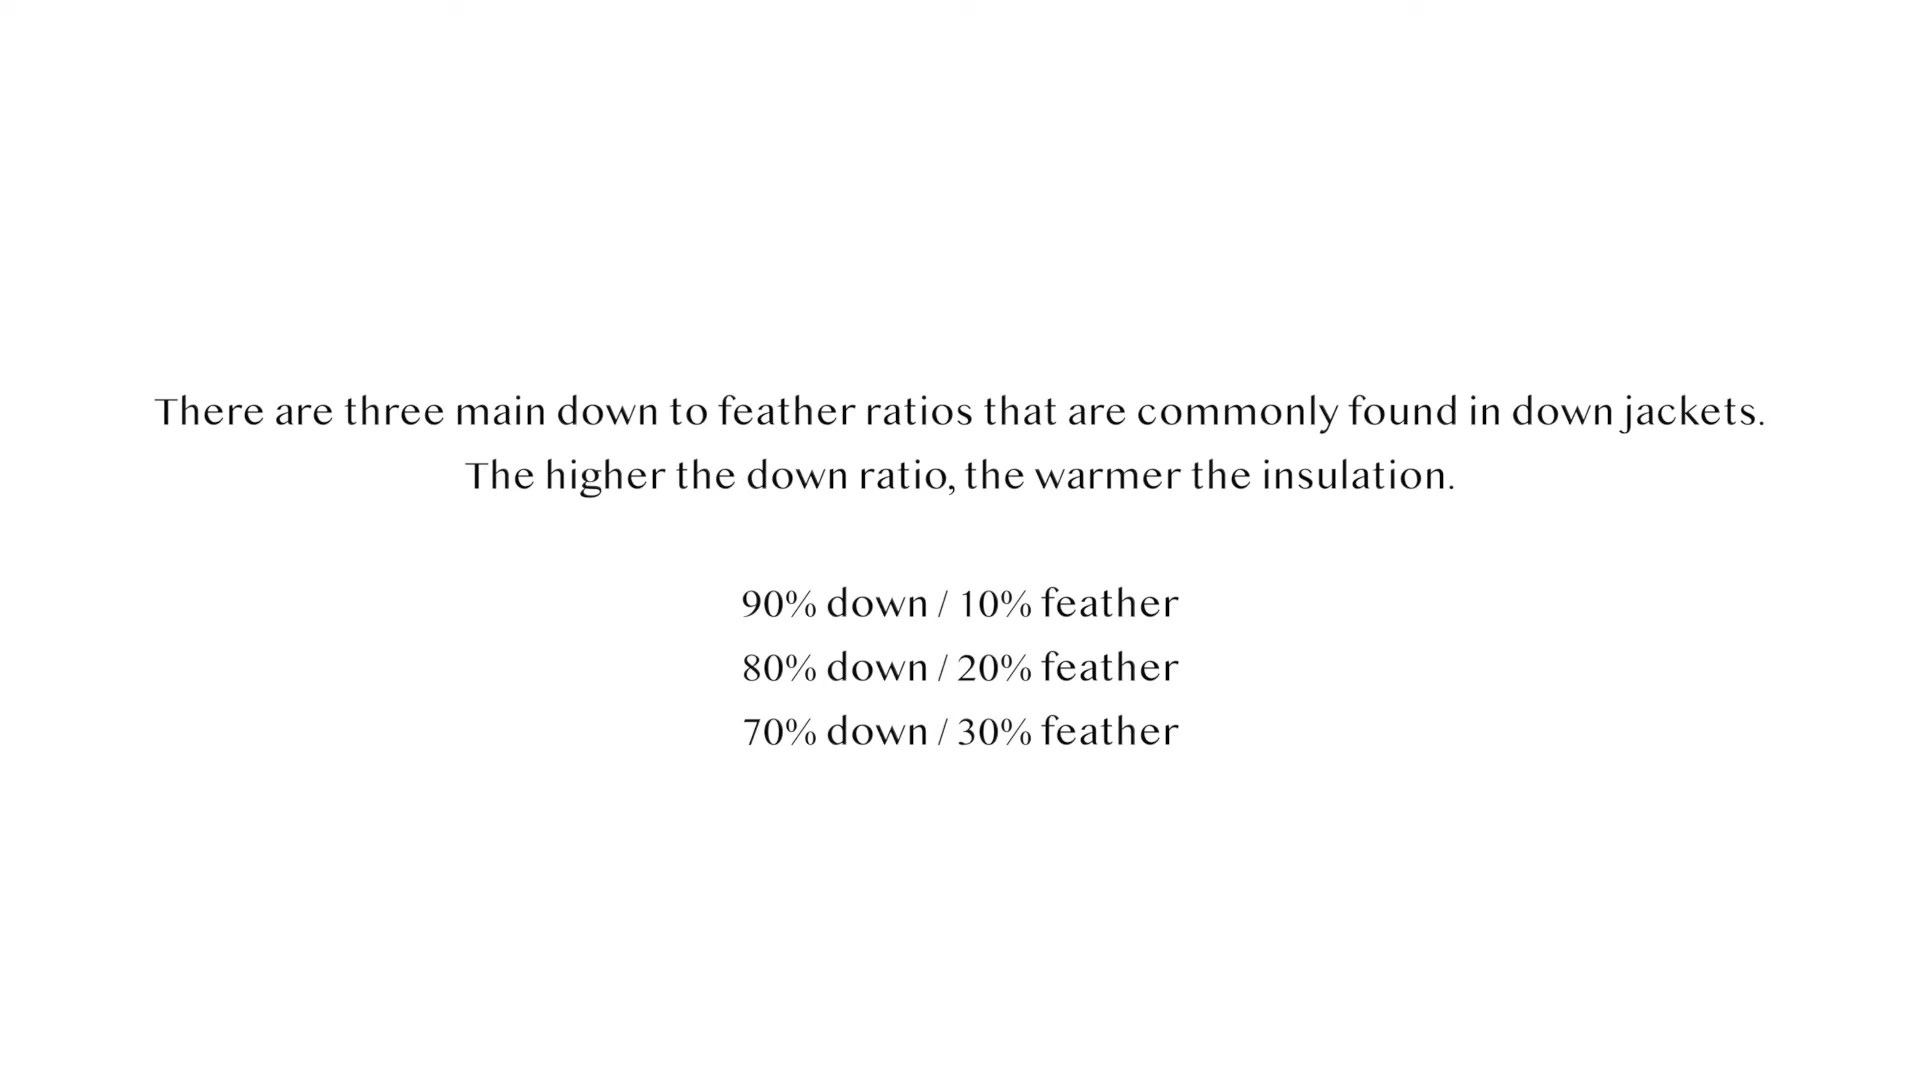 There are three main down to feather ratios that are commonly found in down jackets.
The higher the down ratio, the warmer the insulation.
90% down / 10% feather
80% down / 20% feather
70% down / 30% feather